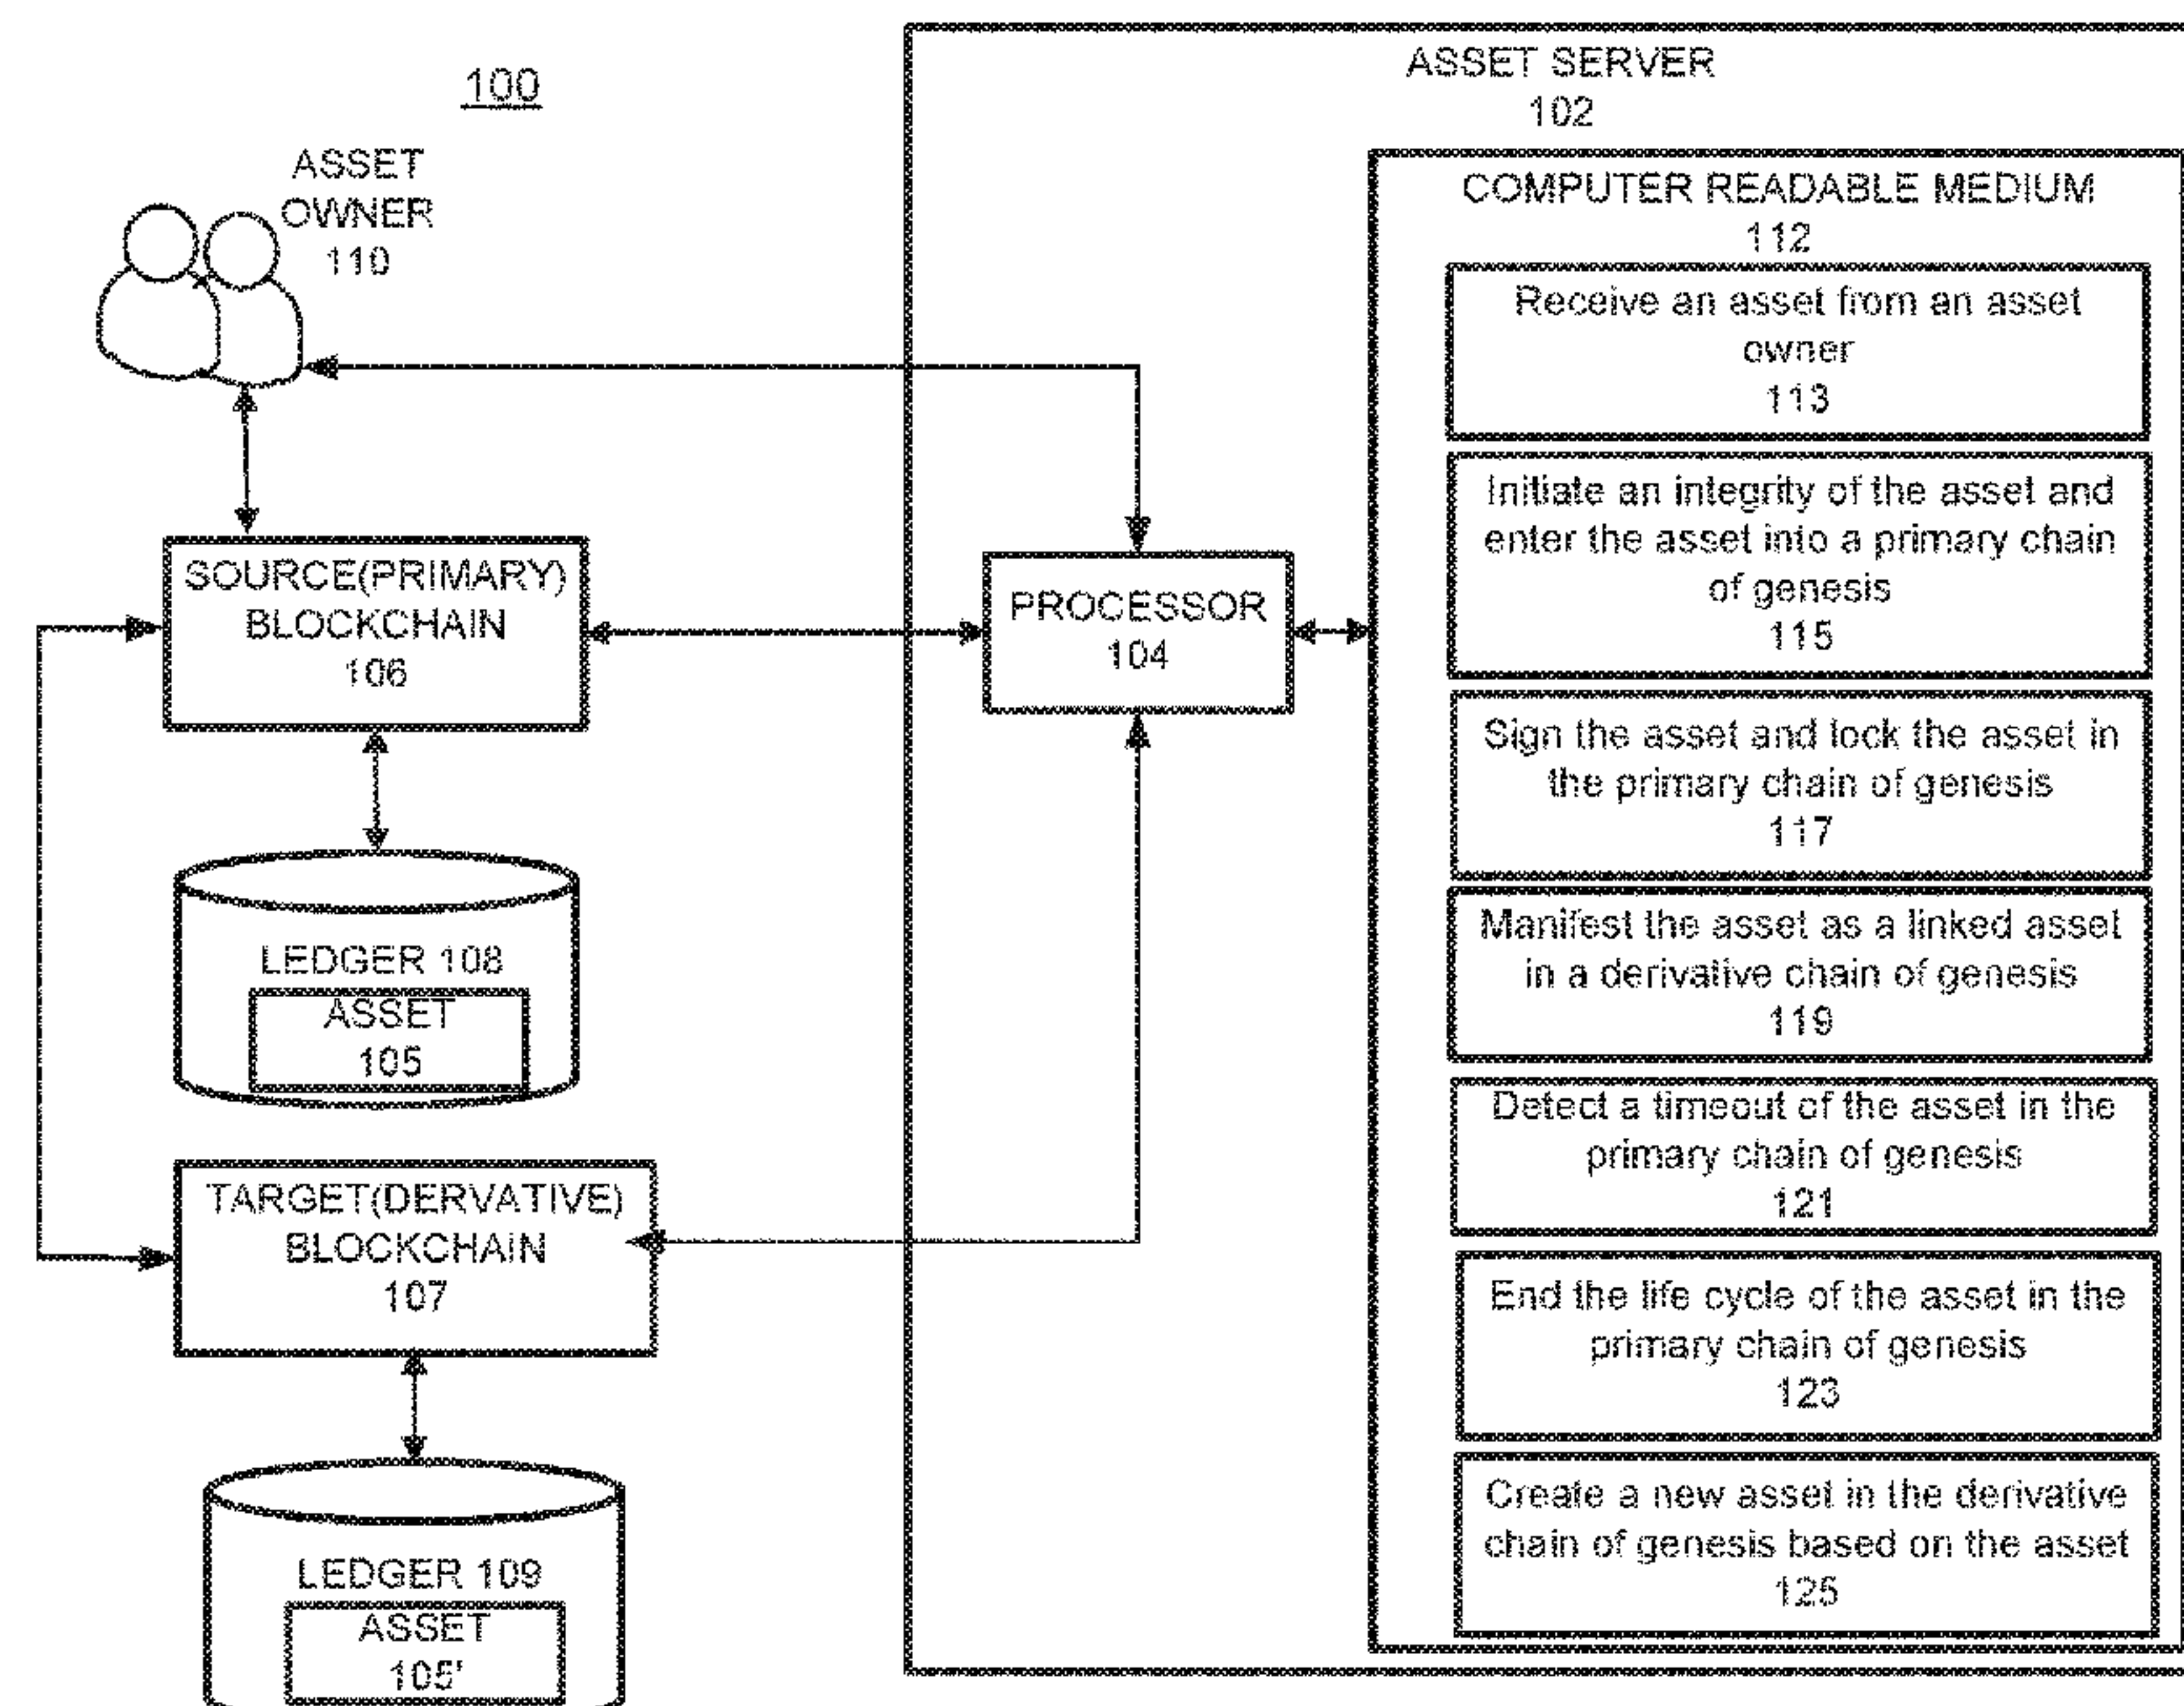 100
ASSET
OWNER
110
SOURCE(PRIMARY)
BLOCKCHAIN
106
LEDGER 108
ASSET
105
TARGET(DERVATIVE)
BLOCKCHAIN
107
LEDGER 109
ASSET
105'
ASSET SERVER
102
PROCESSOR
104
COMPUTER READABLE MEDIUM
112
Receive an asset from an asset
owner
113
Initiate an integrity of the asset and
enter the asset into a primary chain
of genesis
115
Sign the asset and lock the asset in
the primary chain of genesis
117
Manifest the asset as a linked asset
in a derivative chain of genesis
119
Detect a timeout of the asset in the
primary chain of genesis
121
End the life cycle of the asset in the
primary chain of genesis
123
Create a new asset in the derivative
chain of genesis based on the asset
125